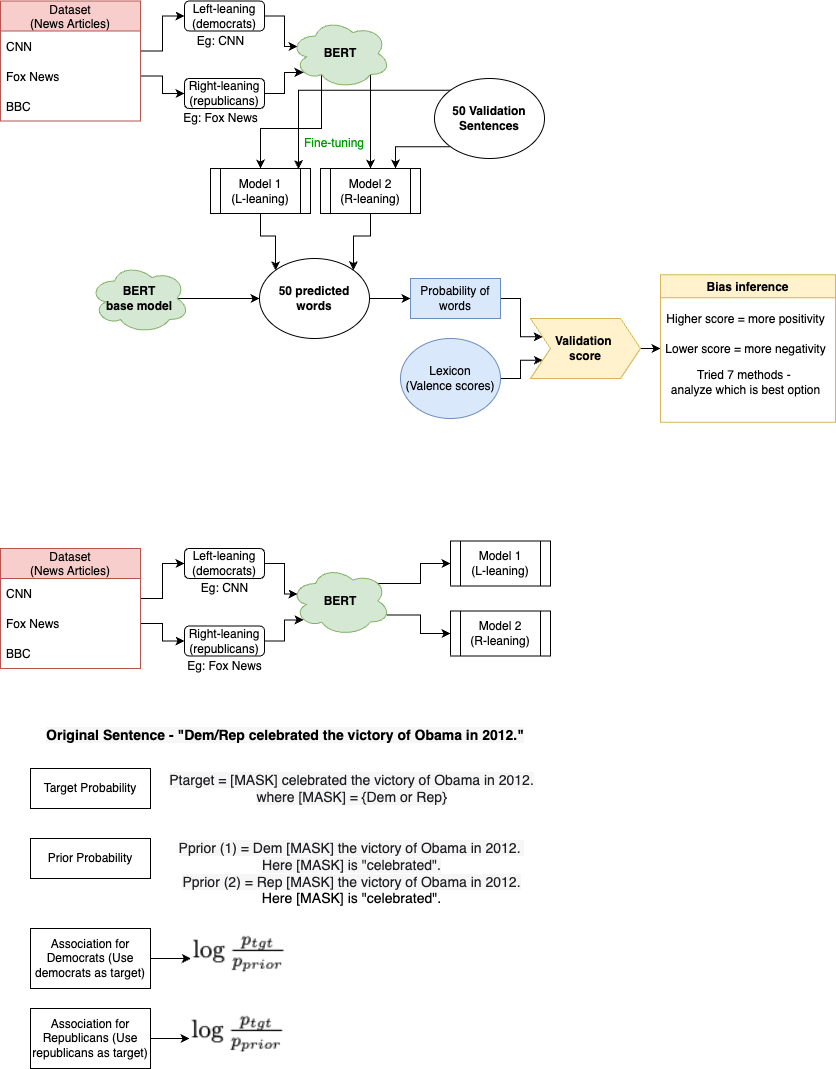 Dataset
(News Articles)
CNN
Fox News
BBC
Left-leaning
(democrats)
Eg: CNN
Right-leaning
(republicans)
Eg: Fox News
BERT
50 Validation
Sentences
Fine-tuning
Model 1
(L-leaning)
Model 2
(R-leaning)
BERT
base model
50 predicted
words
Probability of
words
Lexicon
(Valence scores)
Validation
score
Bias inference
Higher score = more positivity
Lower score = more negativity
Tried 7 methods -
analyze which is best option
Dataset
(News Articles)
CNN
Fox News
BBC
Left-leaning
(democrats)
Eg: CNN
Right-leaning
(republicans)
Eg: Fox News
BERT
Model 1
(L-leaning)
Model 2
(R-leaning)
Original Sentence - "Dem/Rep celebrated the victory of Obama in 2012."
Target Probability
Ptarget = [MASK] celebrated the victory of Obama in 2012.
where [MASK] = {Dem or Rep}
Prior Probability
Pprior (1) = Dem [MASK] the victory of Obama in 2012.
Here [MASK] is "celebrated".
Pprior (2) = Rep [MASK] the victory of Obama in 2012.
Here [MASK] is "celebrated".
Association for
Democrats (Use
democrats as target)
log p_tgt / p_prior
Association for
Republicans (Use
republicans as target)
log p_tgt / p_prior